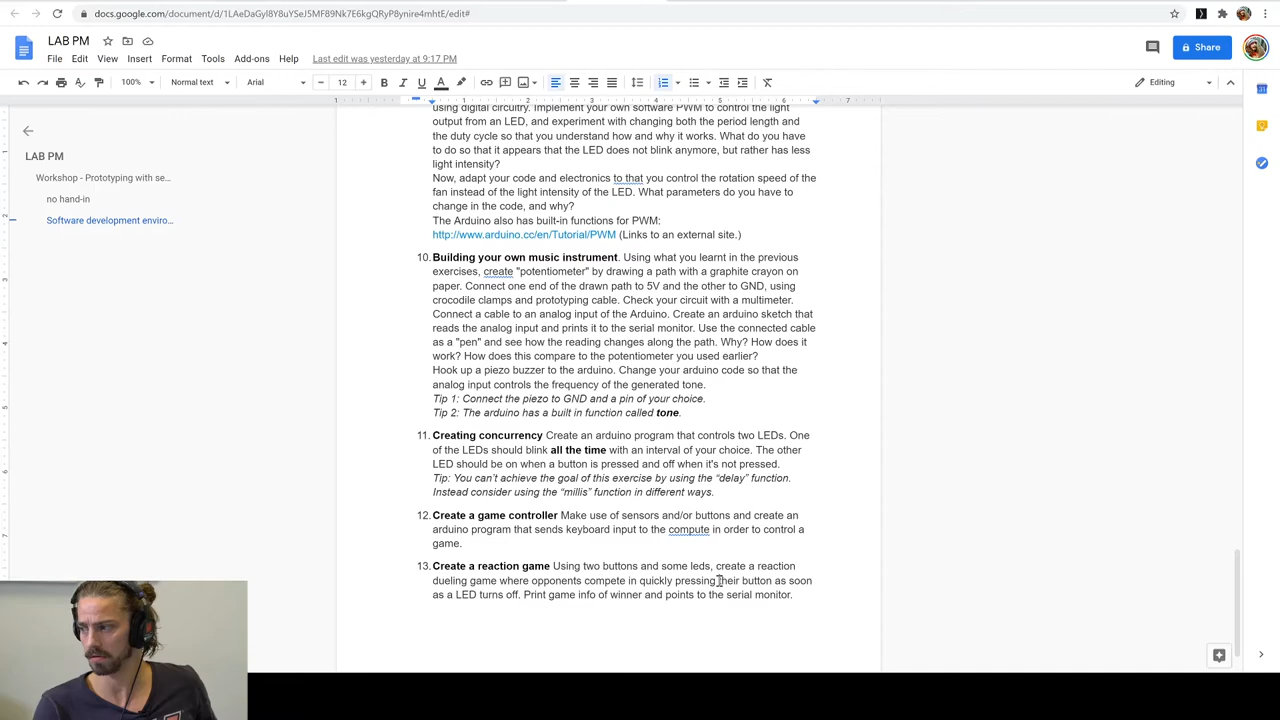 docs.google.com/document/d/1LAeDaGyl8Y8uYSeJ5MF89Nk7E6kgQRyP8ynire4mhtE/edit#
LAB PM
File Edit View Insert Format Tools Add-ons Help Last edit was yesterday at 9:17 PM
Share
100% Normal text Arial 12 Editing
LAB PM
Workshop - Prototyping with se...
no hand-in
Software development enviro...
using digital circuitry. Implement your own software PWM to control the light
output from an LED, and experiment with changing both the period length and
the duty cycle so that you understand how and why it works. What do you have
to do so that it appears that the LED does not blink anymore, but rather has less
light intensity?
Now, adapt your code and electronics to that you control the rotation speed of the
fan instead of the light intensity of the LED. What parameters do you have to
change in the code, and why?
The Arduino also has built-in functions for PWM:
http://www.arduino.cc/en/Tutorial/PWM (Links to an external site.)
10. Building your own music instrument. Using what you learnt in the previous
exercises, create "potentiometer" by drawing a path with a graphite crayon on
paper. Connect one end of the drawn path to 5V and the other to GND, using
crocodile clamps and prototyping cable. Check your circuit with a multimeter.
Connect a cable to an analog input of the Arduino. Create an arduino sketch that
reads the analog input and prints it to the serial monitor. Use the connected cable
as a "pen" and see how the reading changes along the path. Why? How does it
work? How does this compare to the potentiometer you used earlier?
Hook up a piezo buzzer to the arduino. Change your arduino code so that the
analog input controls the frequency of the generated tone.
Tip 1: Connect the piezo to GND and a pin of your choice.
Tip 2: The arduino has a built in function called tone.
11. Creating concurrency Create an arduino program that controls two LEDs. One
of the LEDs should blink all the time with an interval of your choice. The other
LED should be on when a button is pressed and off when it's not pressed.
Tip: You can't achieve the goal of this exercise by using the “delay” function.
Instead consider using the “millis” function in different ways.
12. Create a game controller Make use of sensors and/or buttons and create an
arduino program that sends keyboard input to the compute in order to control a
game.
13. Create a reaction game Using two buttons and some leds, create a reaction
dueling game where opponents compete in quickly pressing their button as soon
as a LED turns off. Print game info of winner and points to the serial monitor.